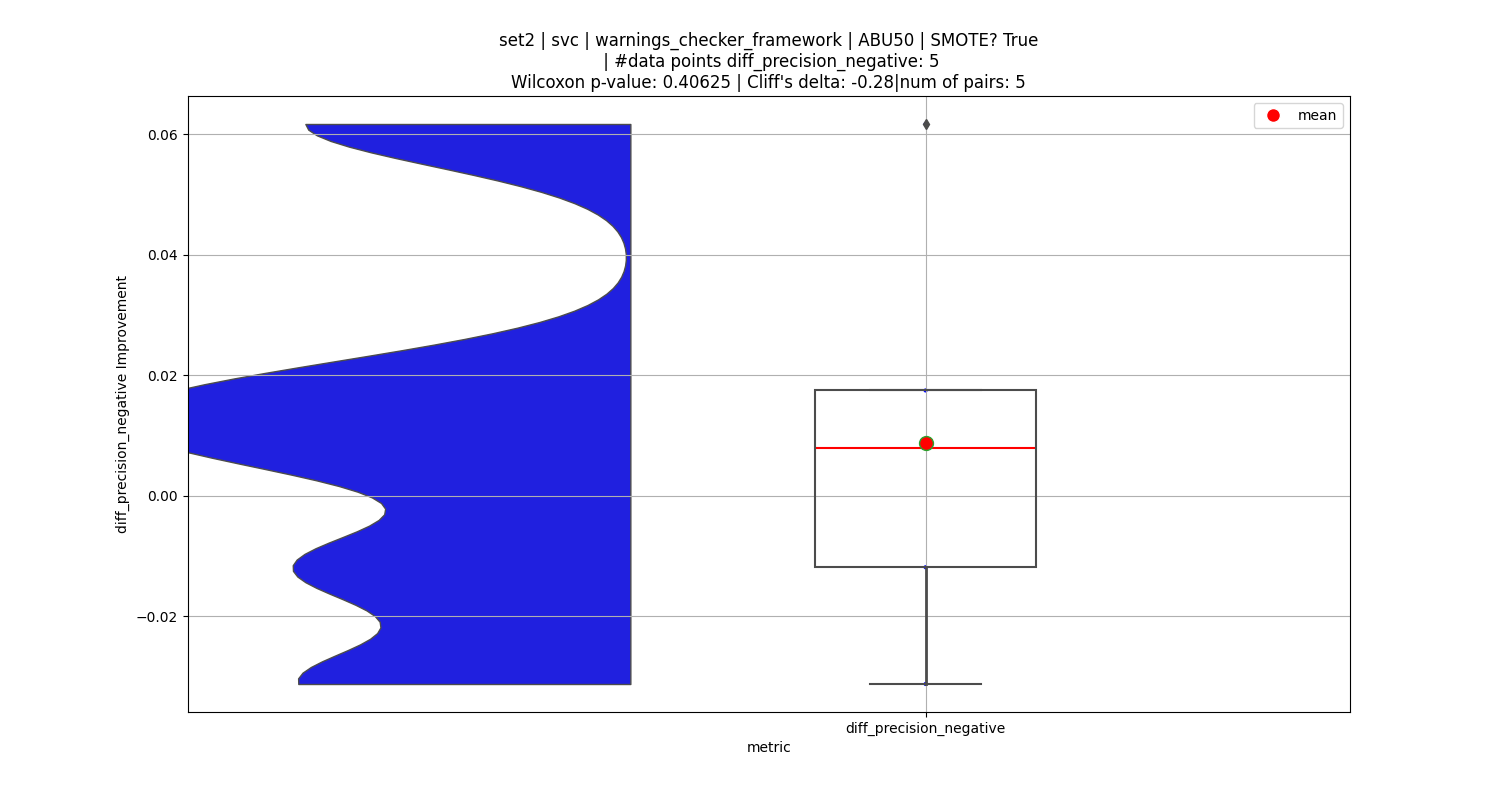 set2 | svc | warnings_checker_framework | ABU50 | SMOTE? True
| #data points diff_precision_negative: 5
Wilcoxon p-value: 0.40625 | Cliff's delta: -0.28|num of pairs: 5
mean
0.06
0.04
0.02
0.00
−0.02
diff_precision_negative Improvement
diff_precision_negative
metric